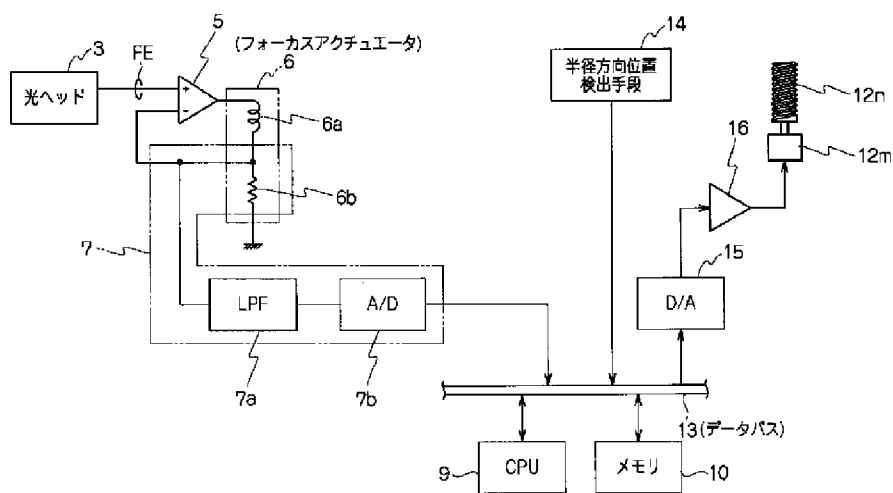 3
光ヘッド
FE
5
+
-
(フォーカスアクチュエータ)
6
6a
6b
7
LPF
7a
A/D
7b
14
半径方向位置
検出手段
12n
12m
16
15
D/A
13(データバス)
9
CPU
メモリ
10